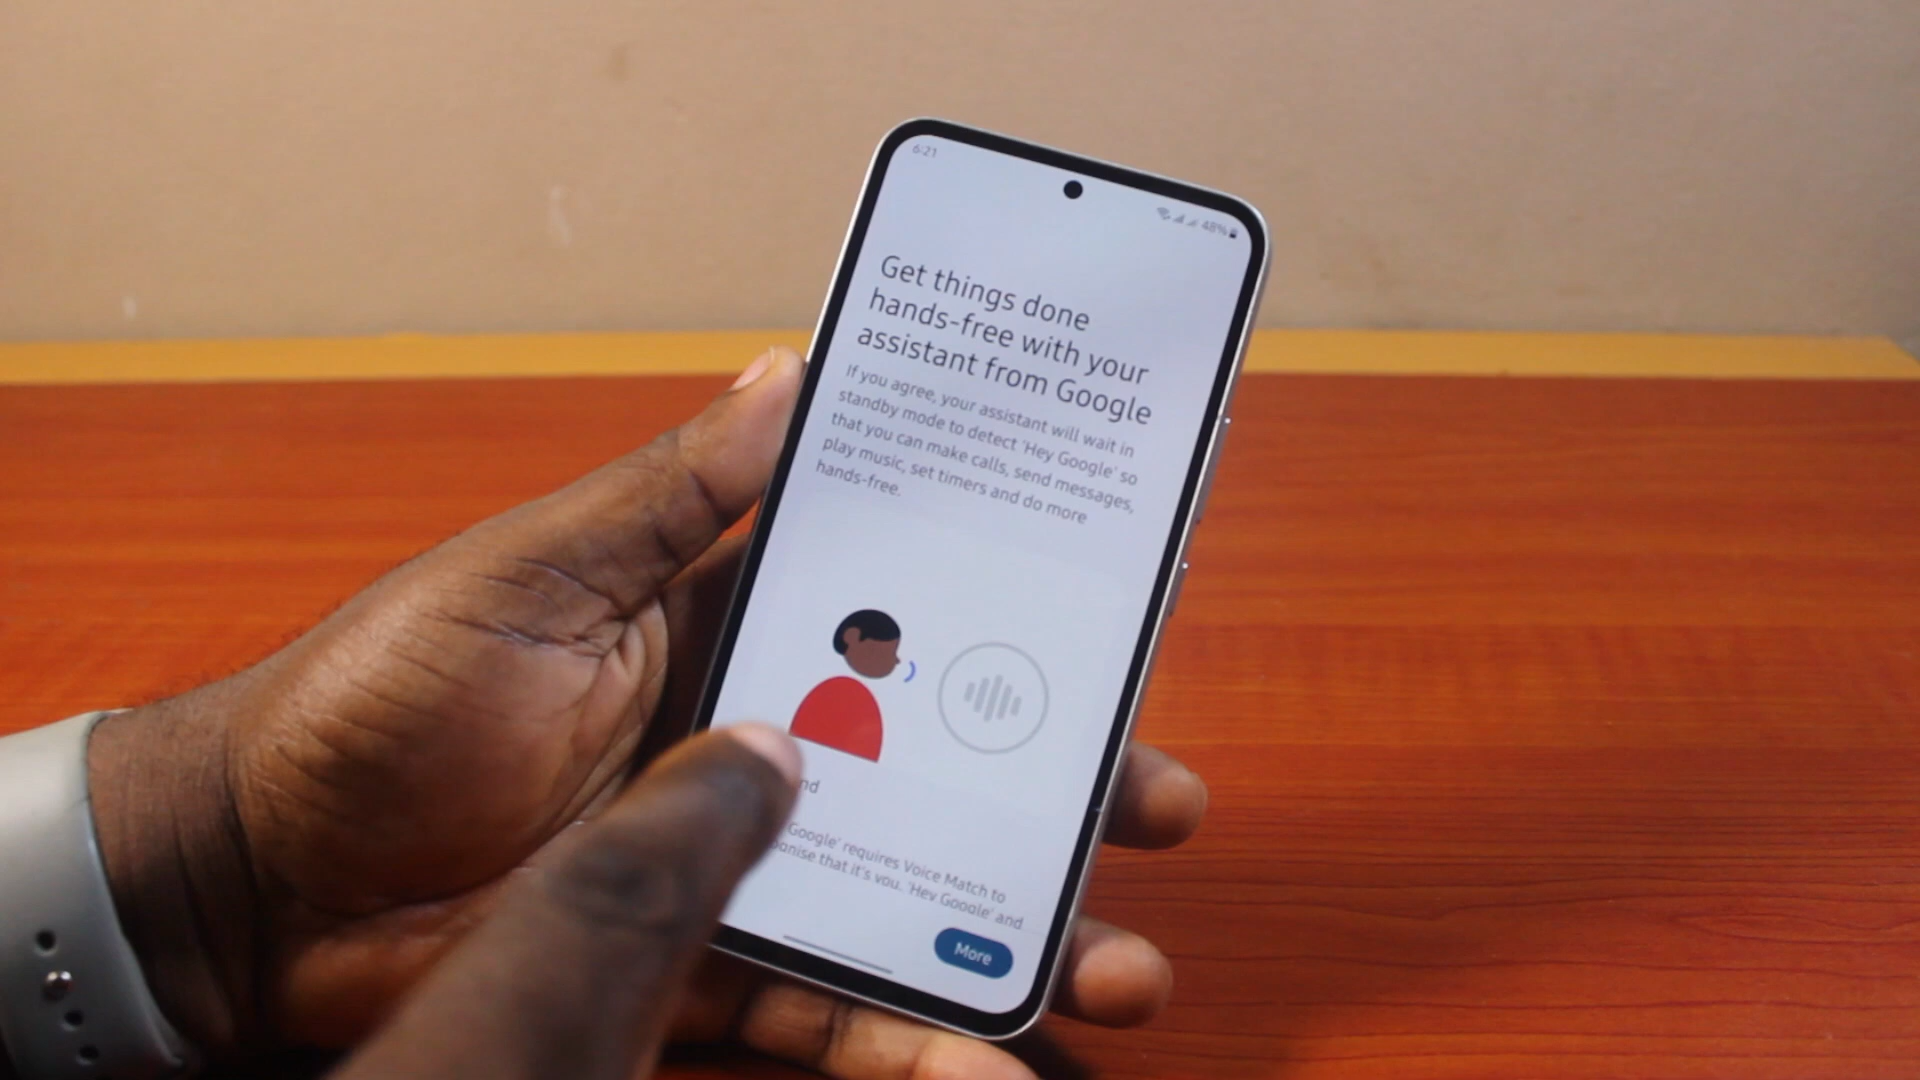 6:21
48%
Get things done
hands-free with your
assistant from Google
If you agree, your assistant will wait in
standby mode to detect 'Hey Google' so
that you can make calls, send messages,
play music, set timers and do more
hands-free.
nd
Google' requires Voice Match to
ognise that it's you. 'Hey Google' and
More